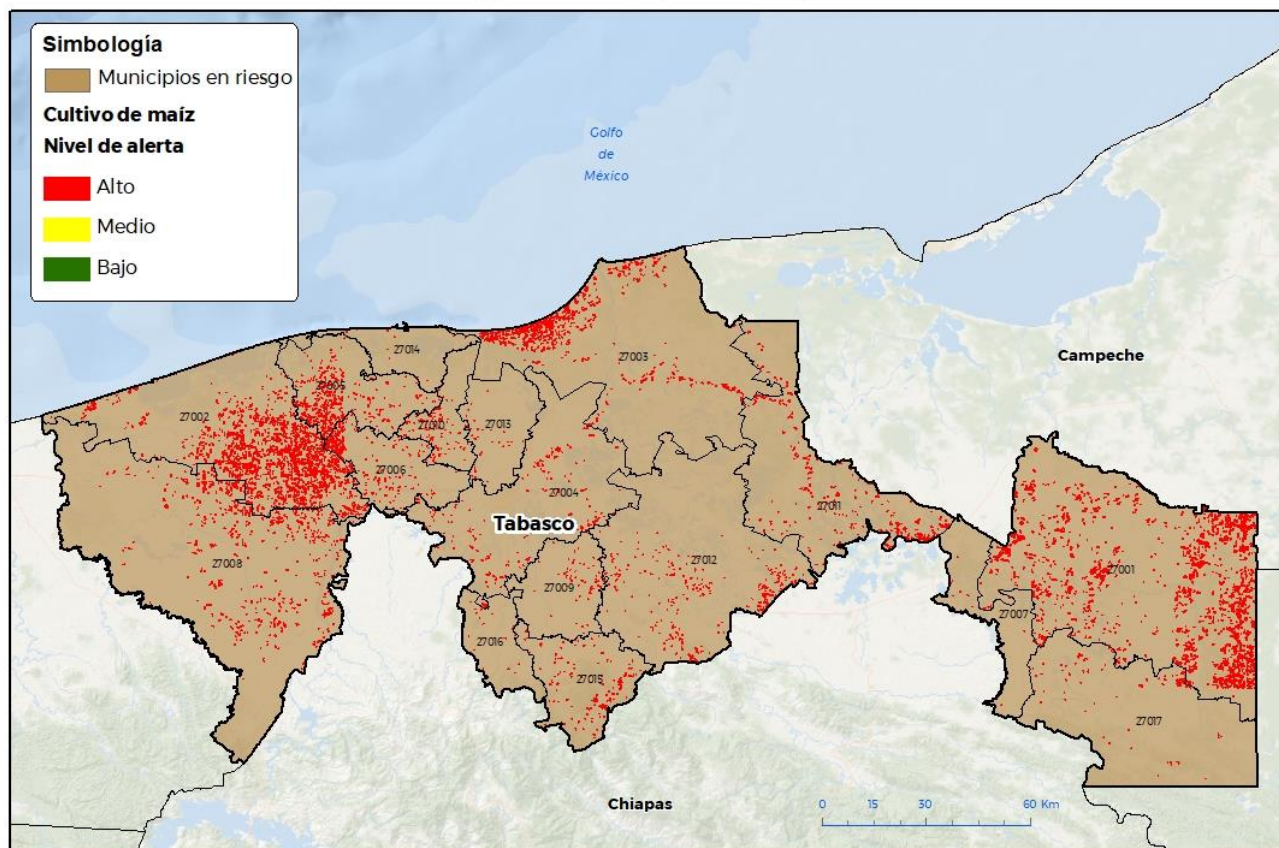 Simbología
Municipios en riesgo
Cultivo de maíz
Nivel de alerta
Alto
Medio
Bajo
Golfo
de
México
Campeche
27014
27003
27005
27002
27010
27013
27006
27004
Tabasco
27011
27012
27008
27009
27001
27007
27016
27015
27017
Chiapas
0 15 30 60 Km